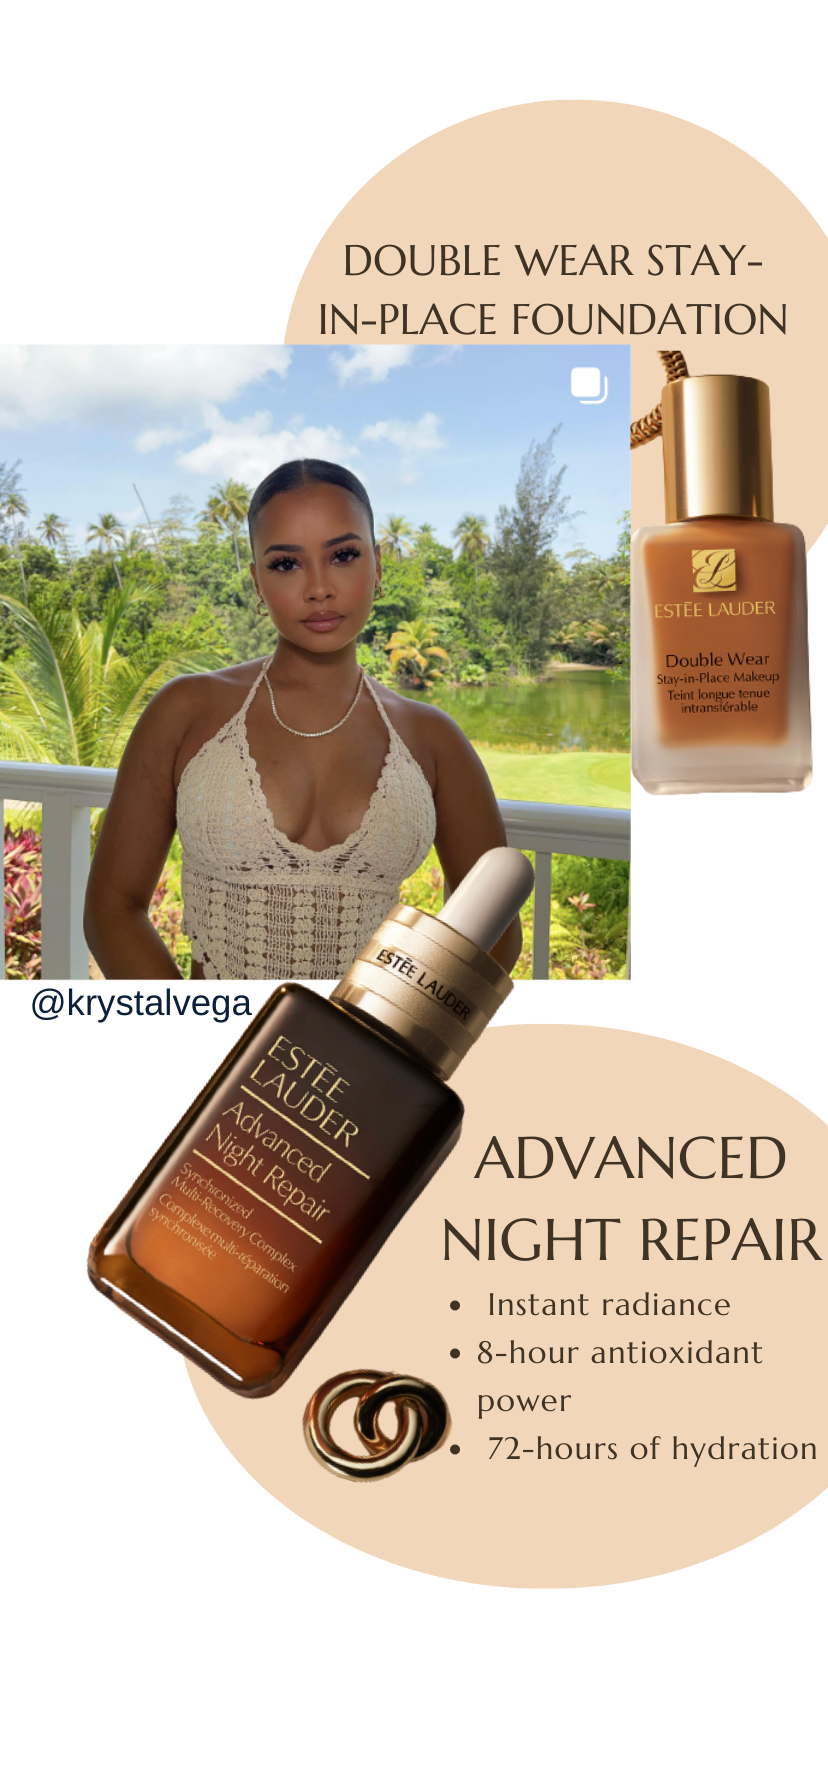 DOUBLE WEAR STAY-
IN-PLACE FOUNDATION
ESTĒE LAUDER
Double Wear
Stay-in-Place Makeup
Teint longue tenue
intransférable
@krystalvega
ESTĒE LAUDER
ESTĒE
LAUDER
Advanced
Night Repair
Synchronized
Multi-Recovery Complex
Complexe multi-réparation
synchronisée
ADVANCED
NIGHT REPAIR
• Instant radiance
• 8-hour antioxidant
power
• 72-hours of hydration